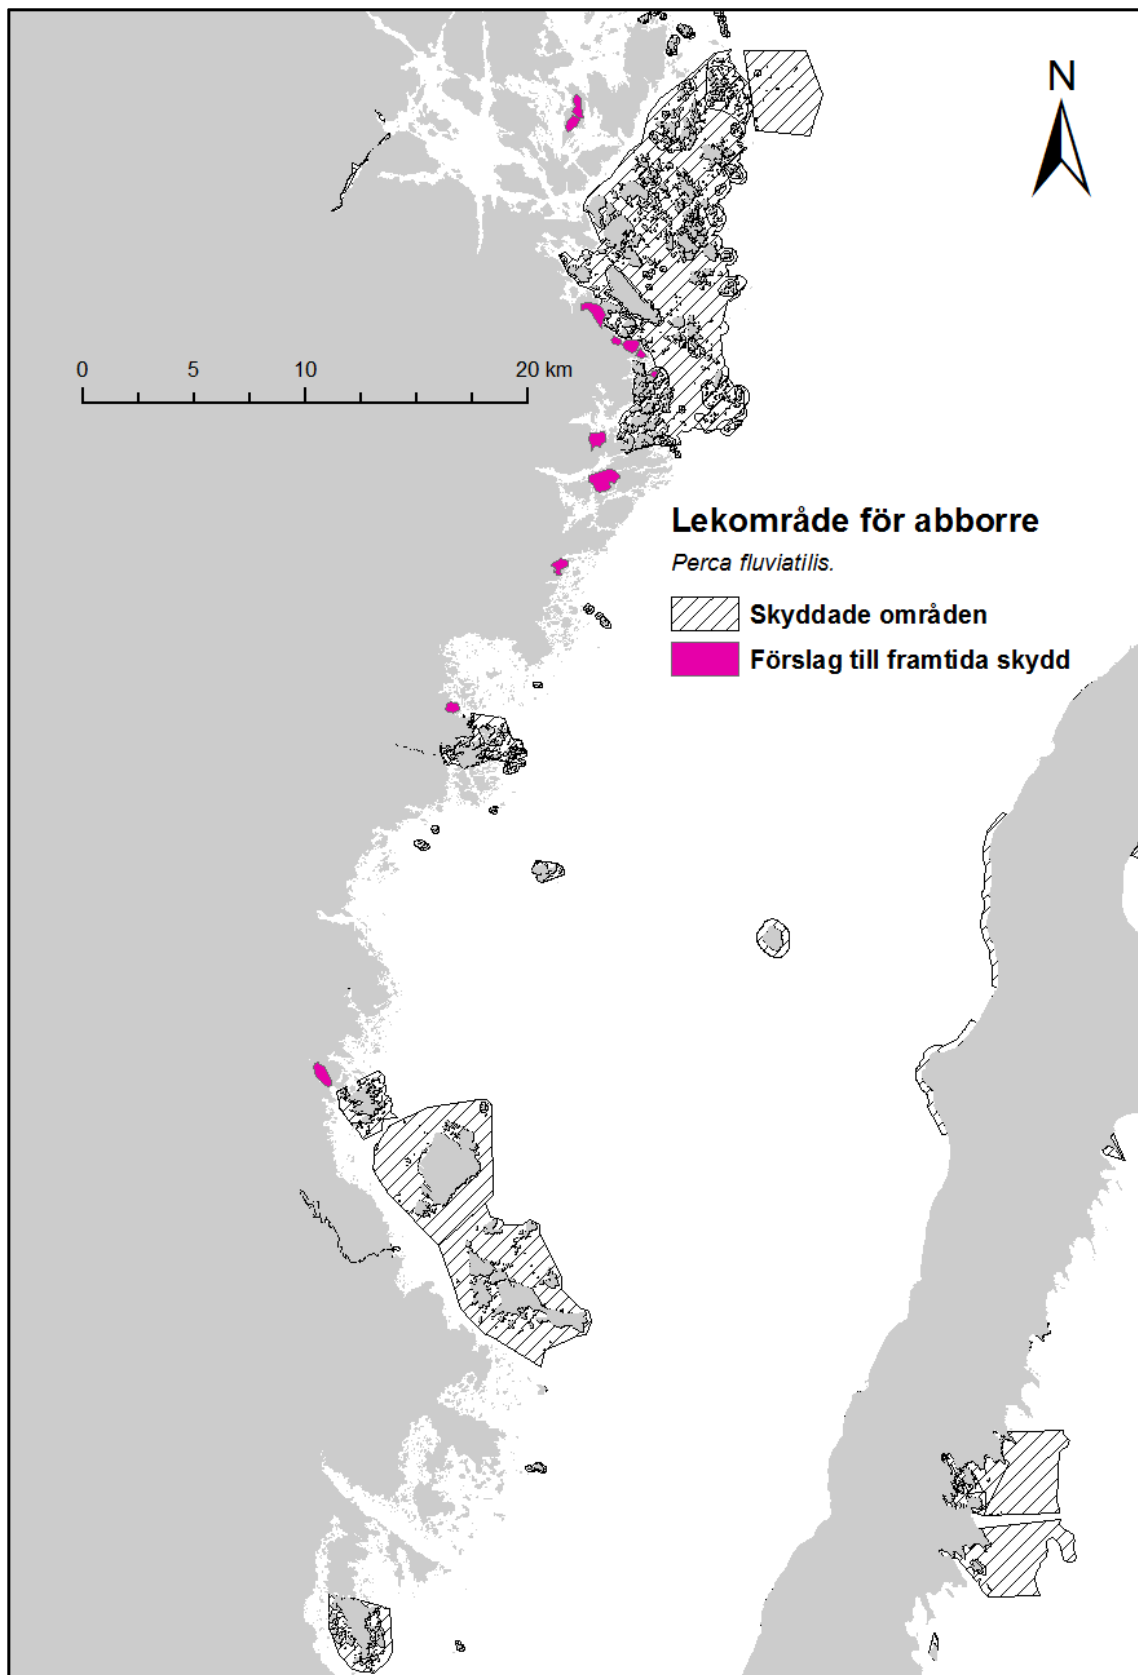 N
0 5 10 20 km
Lekområde för abborre
Perca fluviatilis.
Skyddade områden
Förslag till framtida skydd